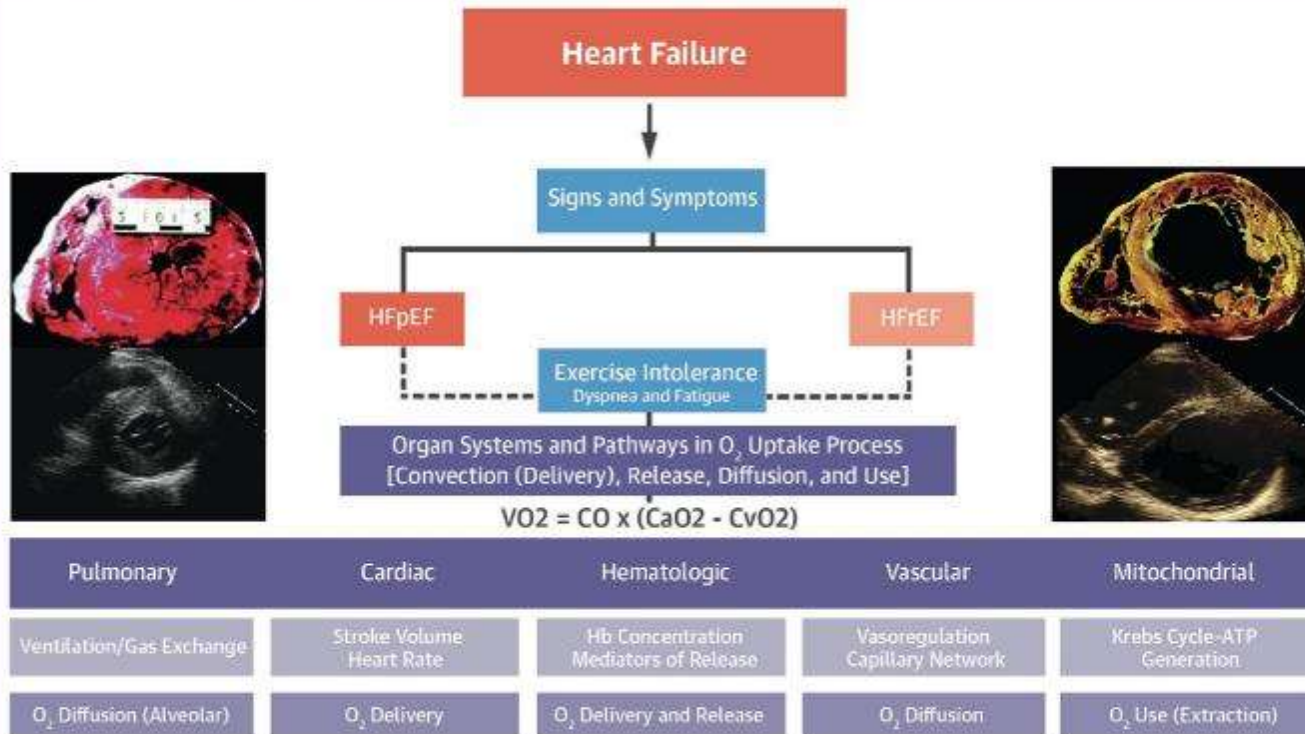 Heart Failure
Signs and Symptoms
HFpEF
HFrEF
Exercise Intolerance
Dyspnea and Fatigue
Organ Systems and Pathways in O₂ Uptake Process
[Convection (Delivery), Release, Diffusion, and Use]
VO2 = CO x (CaO2 - CvO2)
Pulmonary Cardiac Hematologic Vascular Mitochondrial
Ventilation/Gas Exchange
Stroke Volume
Heart Rate
Hb Concentration
Mediators of Release
Vasoregulation
Capillary Network
Krebs Cycle-ATP
Generation
O₂ Diffusion (Alveolar)
O₂ Delivery
O₂ Delivery and Release
O₂ Diffusion
O₂ Use (Extraction)